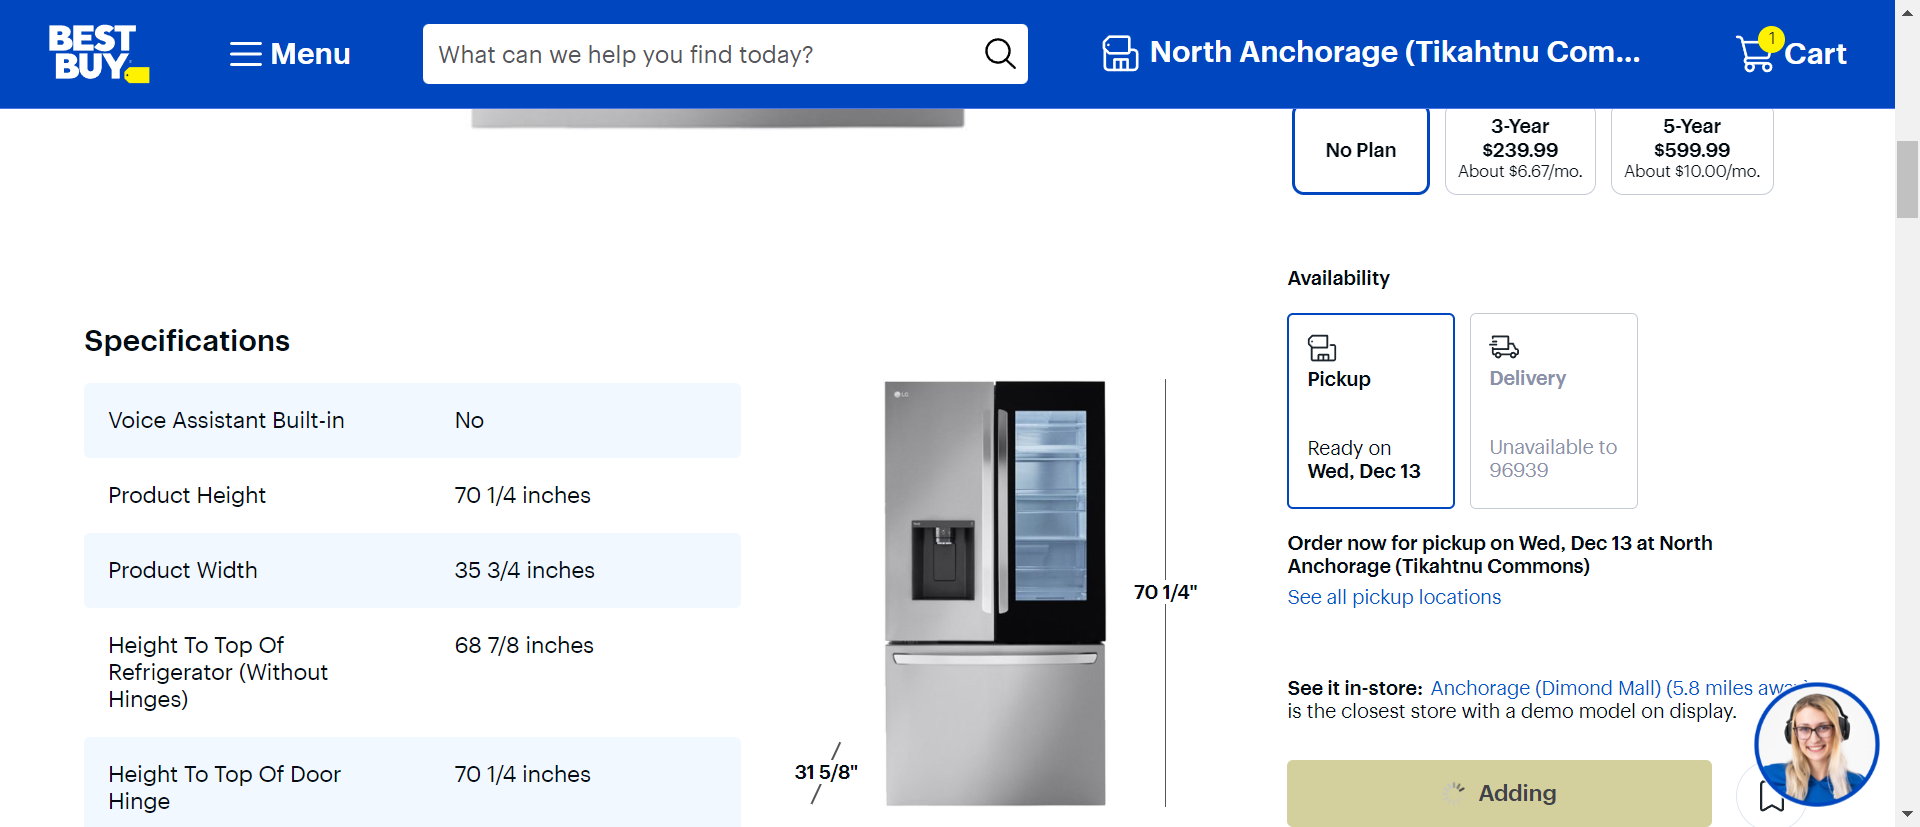 BEST
BUY
Menu
What can we help you find today?
North Anchorage (Tikahtnu Com...
1
Cart
No Plan
3-Year
$239.99
About $6.67/mo.
5-Year
$599.99
About $10.00/mo.
Availability
Pickup
Ready on
Wed, Dec 13
Delivery
Unavailable to
96939
Order now for pickup on Wed, Dec 13 at North
Anchorage (Tikahtnu Commons)
See all pickup locations
See it in-store: Anchorage (Dimond Mall) (5.8 miles away)
is the closest store with a demo model on display.
Adding
Specifications
Voice Assistant Built-in No
Product Height 70 1/4 inches
Product Width 35 3/4 inches
Height To Top Of 68 7/8 inches
Refrigerator (Without
Hinges)
Height To Top Of Door 70 1/4 inches
Hinge
LG
70 1/4"
31 5/8"